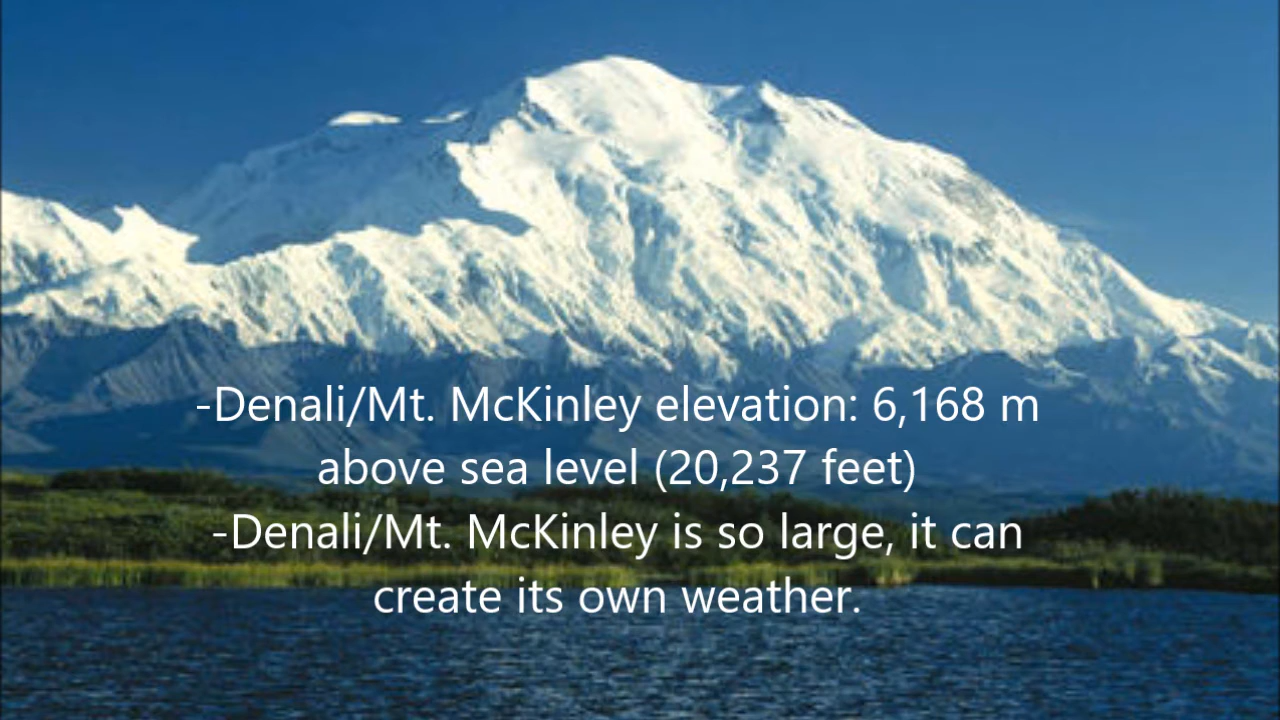 -Denali/Mt. McKinley elevation: 6,168 m
above sea level (20,237 feet)
-Denali/Mt. McKinley is so large, it can
create its own weather.